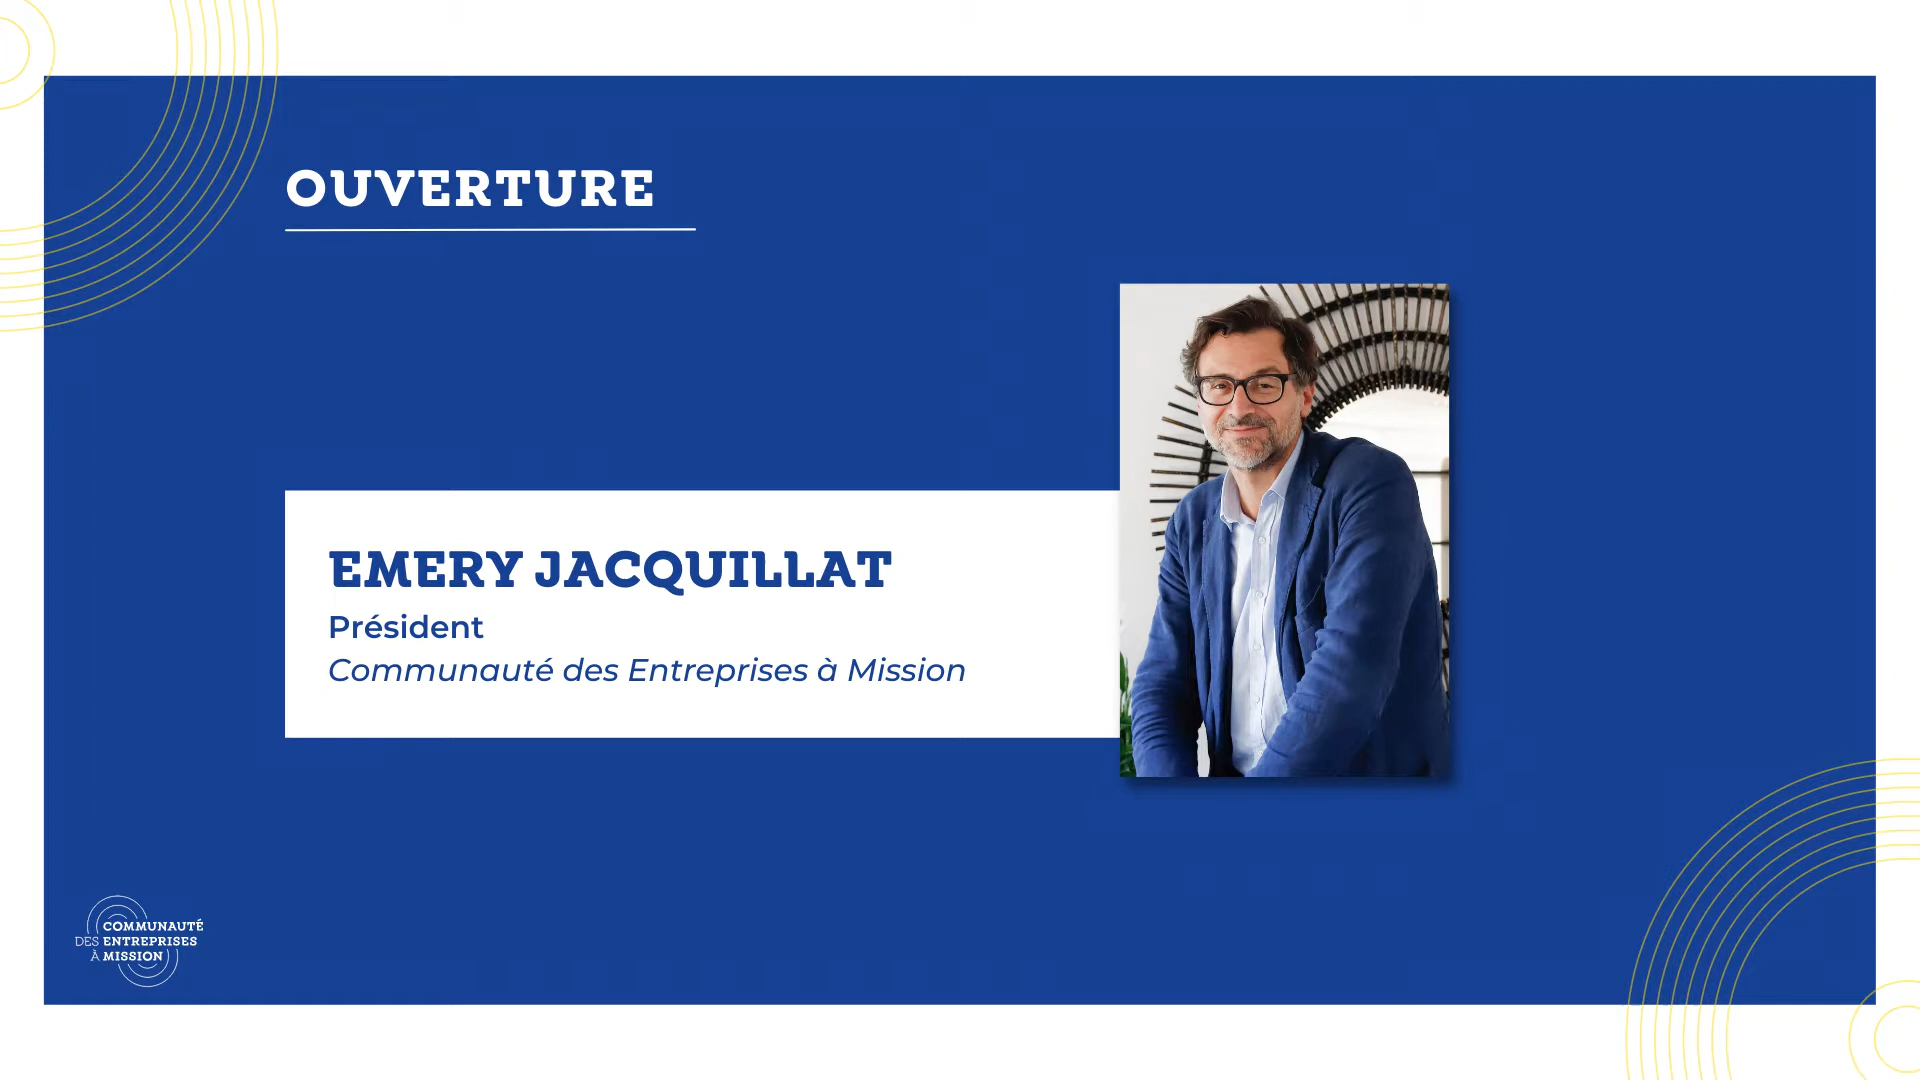 OUVERTURE
EMERY JACQUILLAT
Président
Communauté des Entreprises à Mission
COMMUNAUTÉ
DES ENTREPRISES
À MISSION